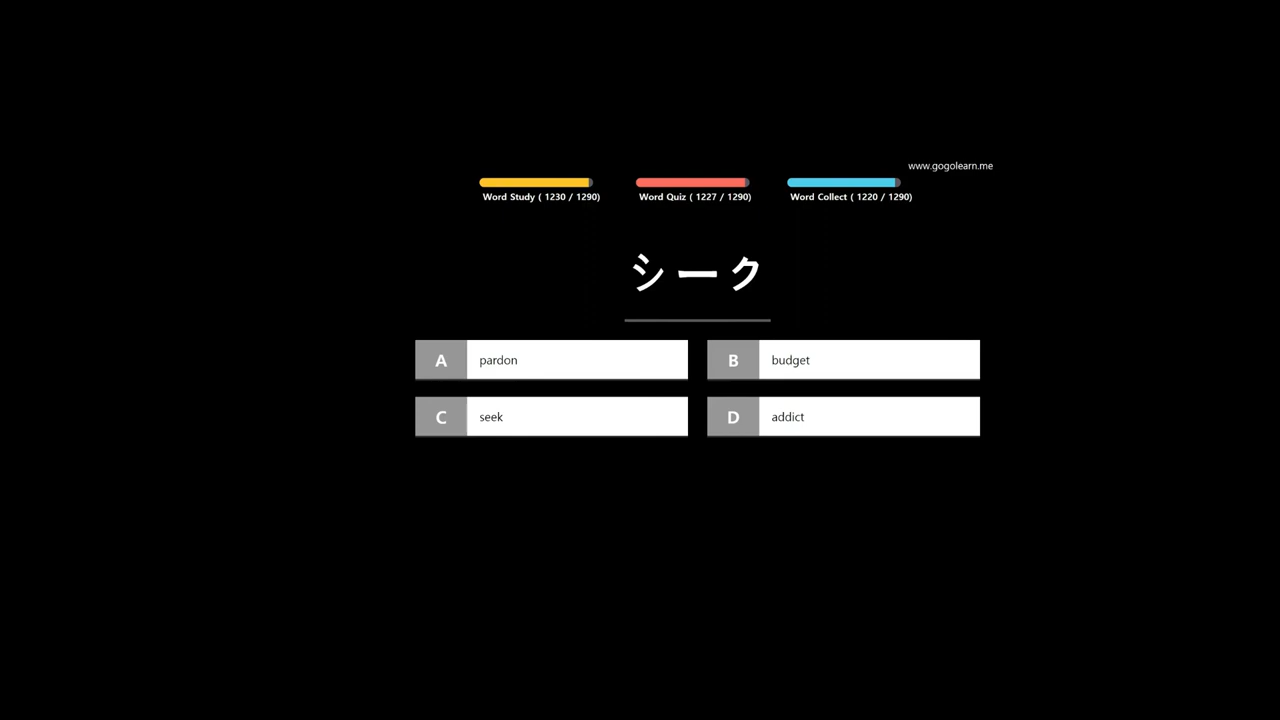 www.gogolearn.me
Word Study ( 1230 / 1290) Word Quiz ( 1227 / 1290) Word Collect ( 1220 / 1290)
シーク
A pardon B budget
C seek D addict